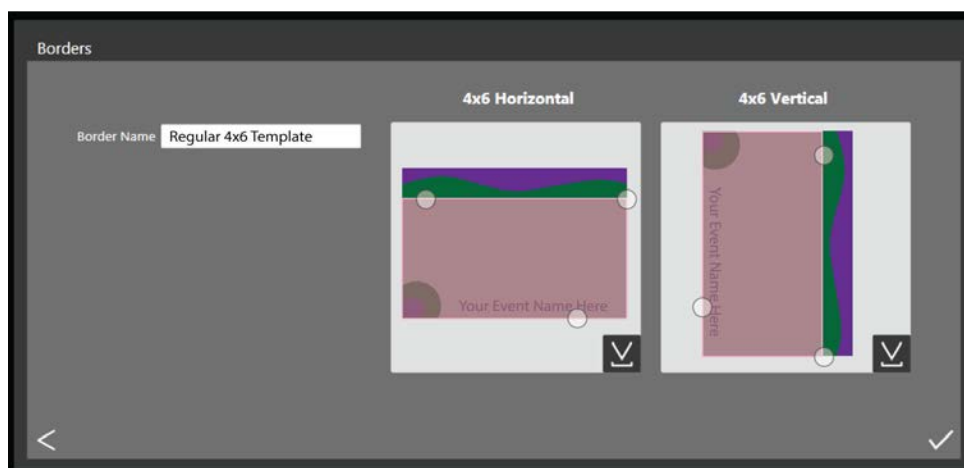 Borders
4x6 Horizontal
4x6 Vertical
Border Name
Regular 4x6 Template
Your Event Name Here
Your Event Name Here